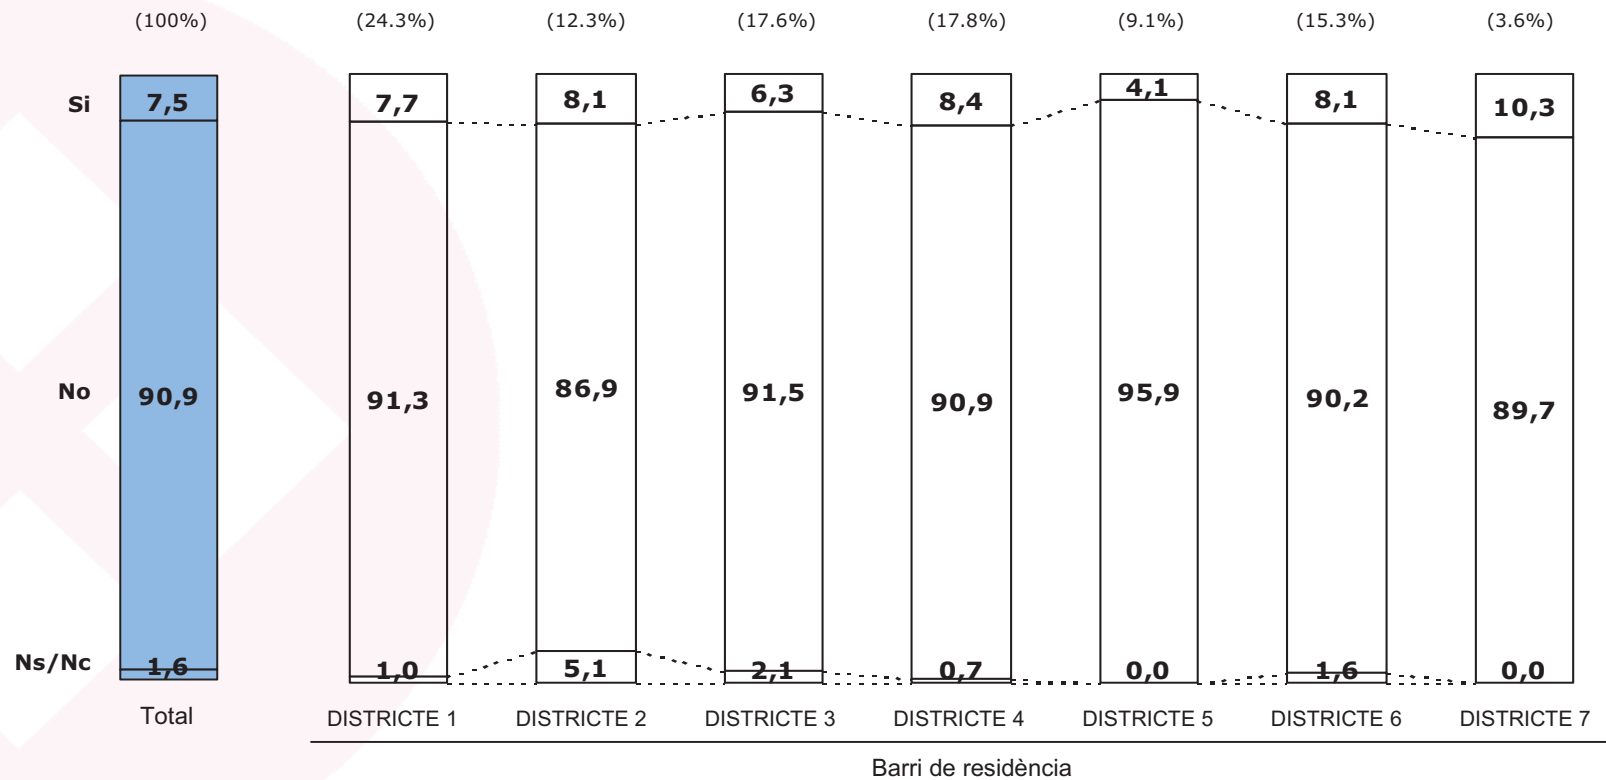 (100%) (24.3%) (12.3%) (17.6%) (17.8%) (9.1%) (15.3%) (3.6%)
Si 7,5 7,7 8,1 6,3 8,4 4,1 8,1 10,3
No 90,9 91,3 86,9 91,5 90,9 95,9 90,2 89,7
Ns/Nc 1,6 1,0 5,1 2,1 0,7 0,0 1,6 0,0
Total DISTRICTE 1 DISTRICTE 2 DISTRICTE 3 DISTRICTE 4 DISTRICTE 5 DISTRICTE 6 DISTRICTE 7
Barri de residència